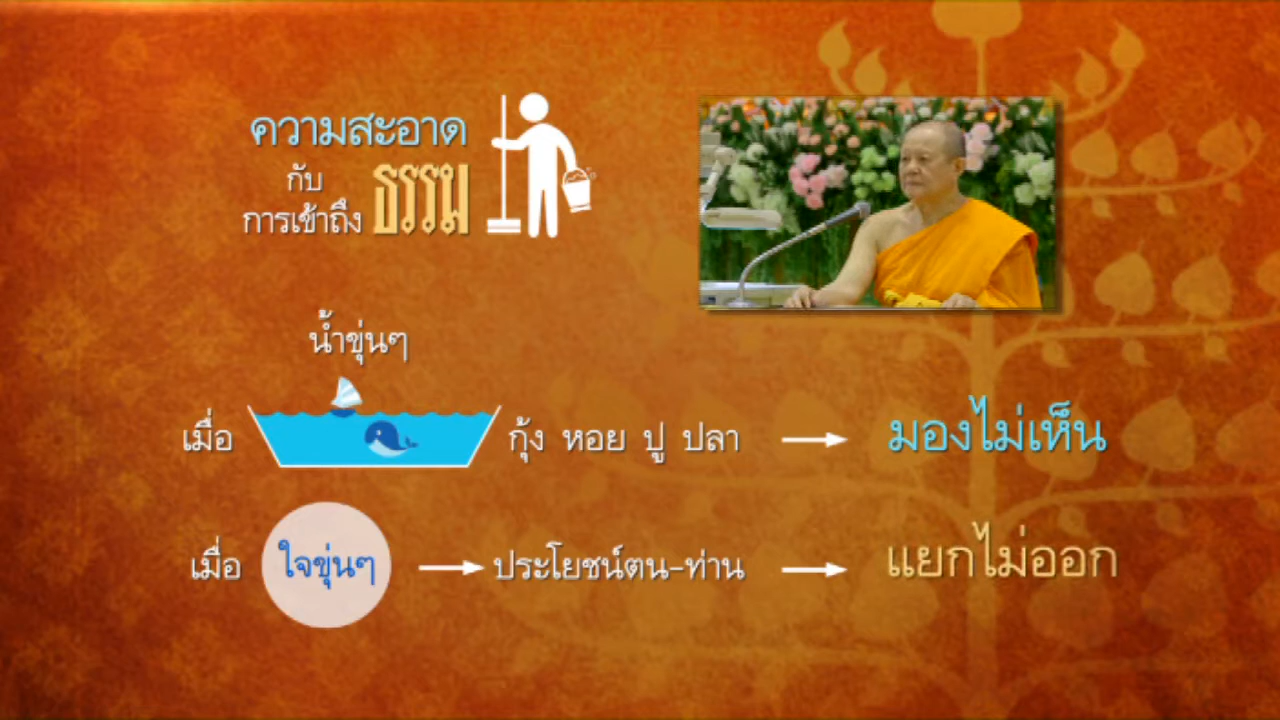 ความสะอาด
กับ
การเข้าถึง ธรรม
น้ำขุ่นๆ
เมื่อ กุ้ง หอย ปู ปลา มองไม่เห็น
เมื่อ ใจขุ่นๆ ประโยชน์ตน-ท่าน แยกไม่ออก